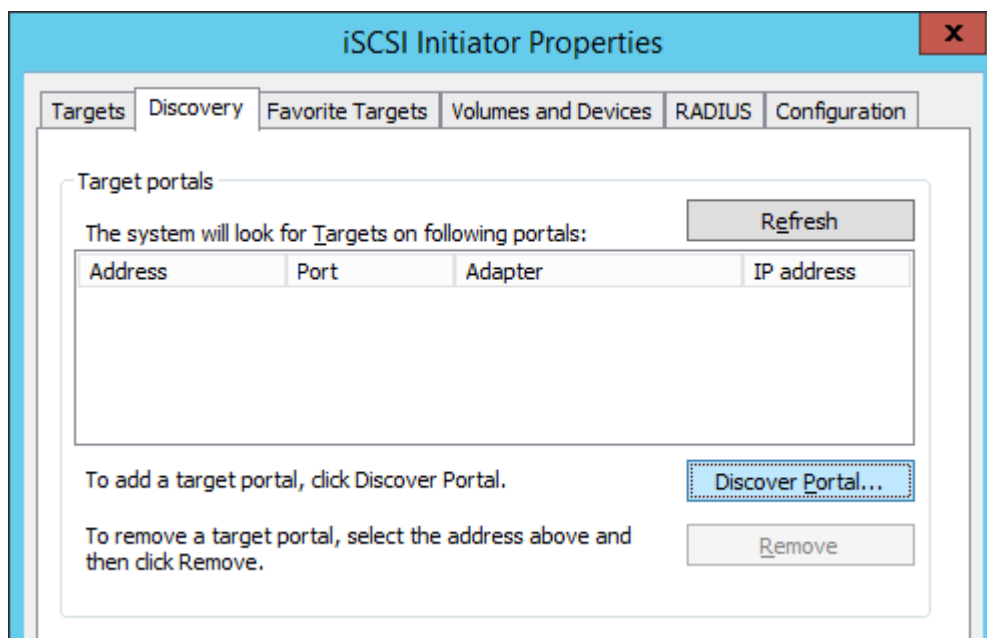 iSCSI Initiator Properties
x
Targets Discovery Favorite Targets Volumes and Devices RADIUS Configuration
Target portals
Refresh
The system will look for Targets on following portals:
Address Port Adapter IP address
To add a target portal, click Discover Portal.
Discover Portal...
To remove a target portal, select the address above and
then click Remove.
Remove